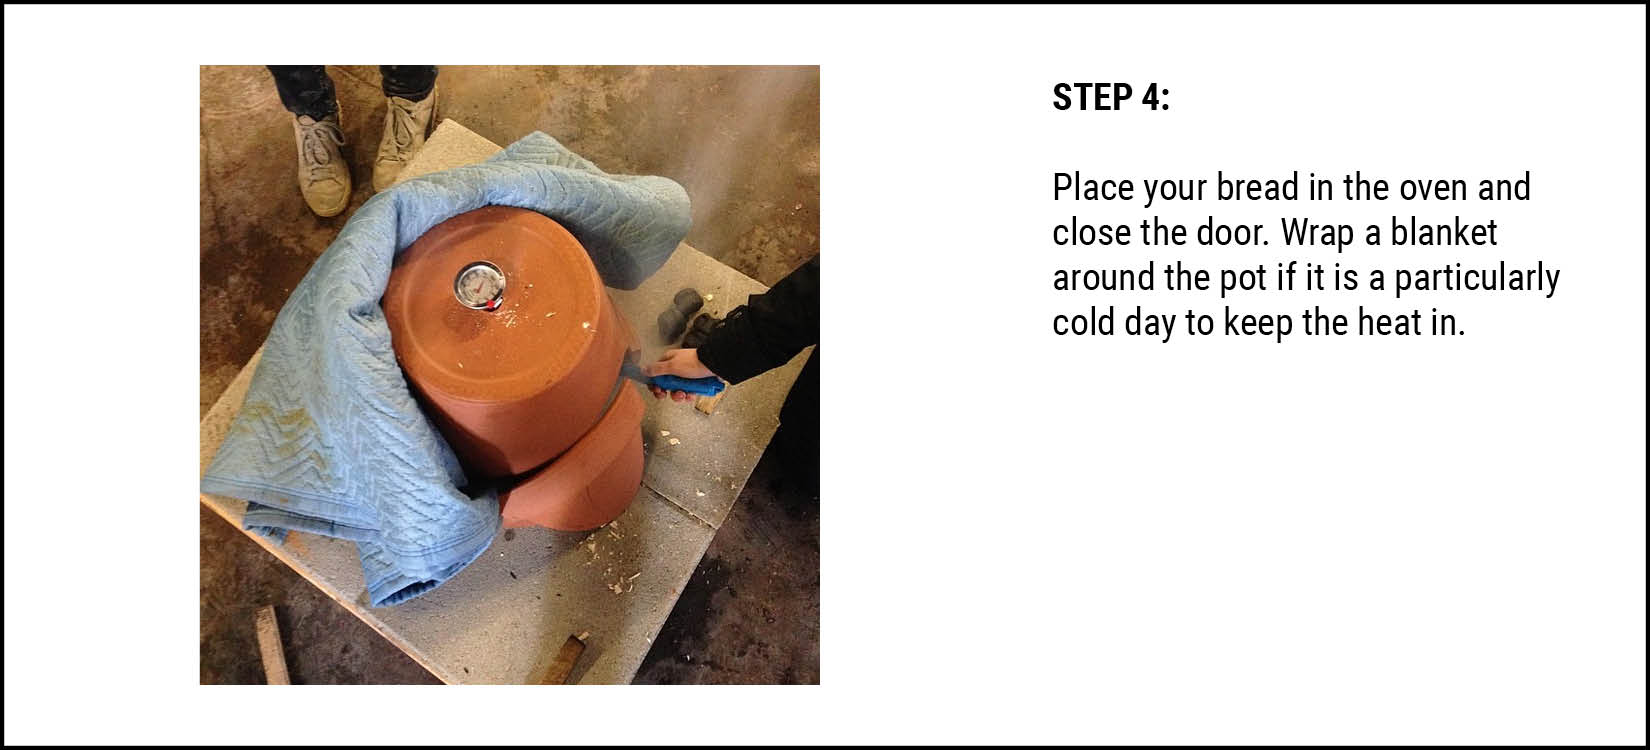 STEP 4:
Place your bread in the oven and
close the door. Wrap a blanket
around the pot if it is a particularly
cold day to keep the heat in.